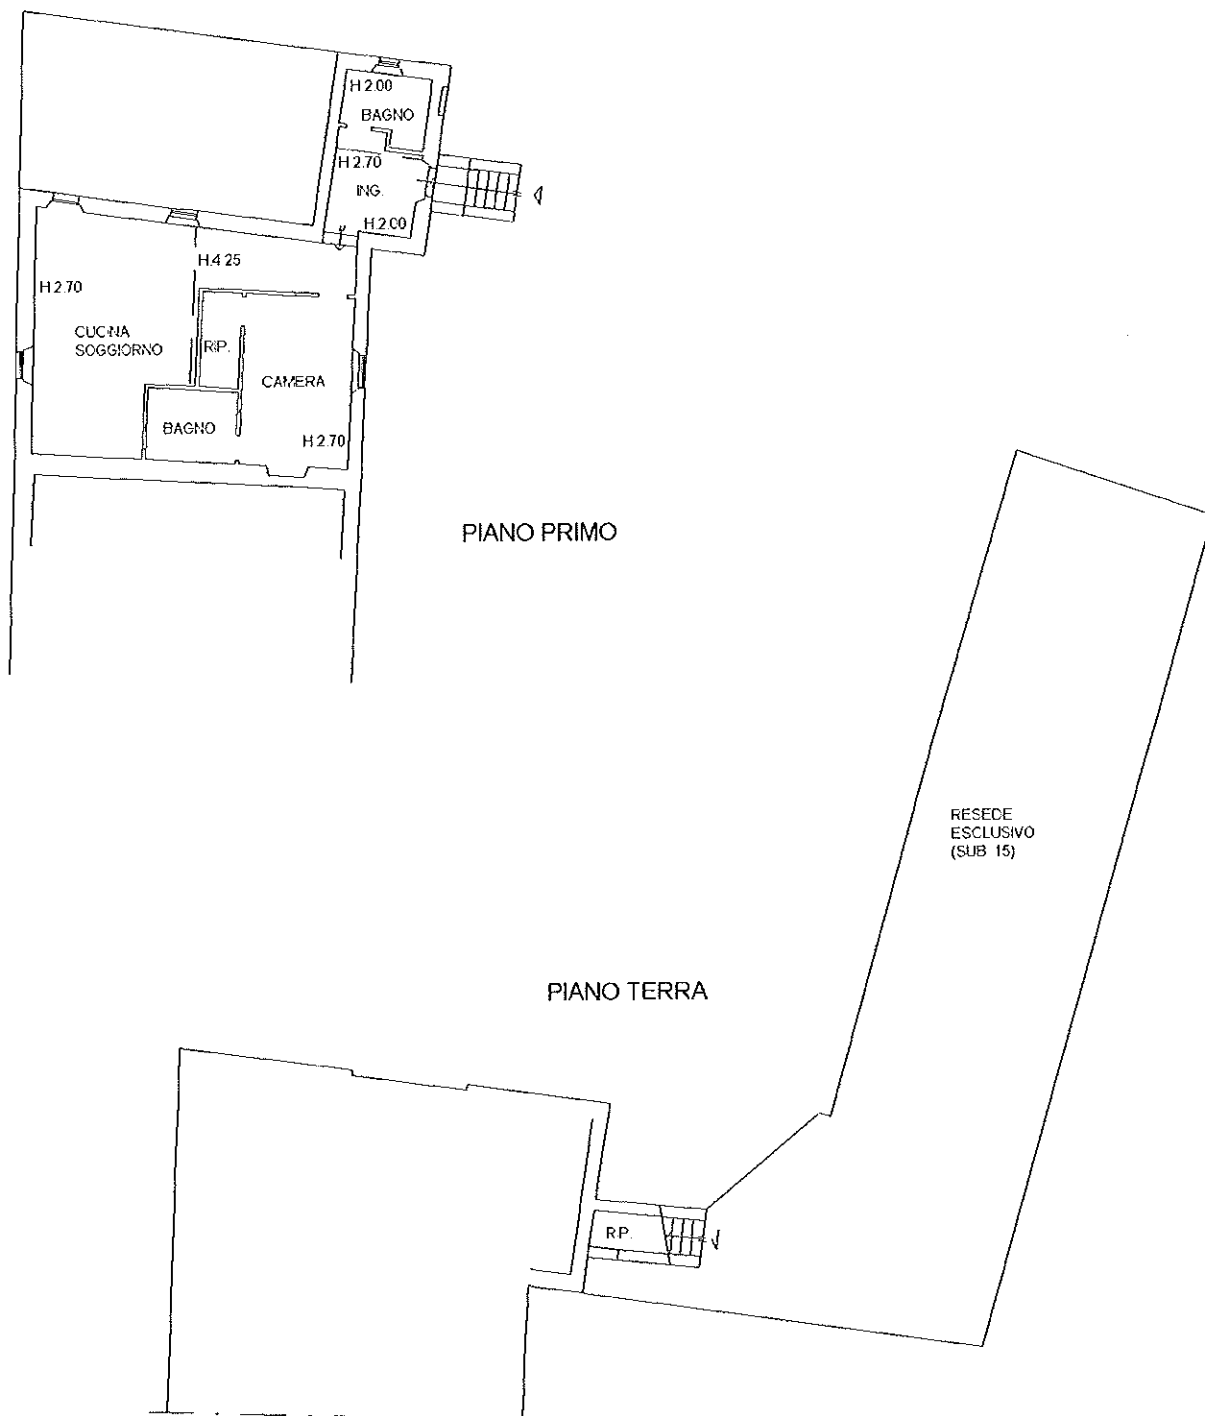 H 2.00
BAGNO
H 2.70
ING.
H.2.00
H.4.25
H 2.70
CUCINA
SOGGIORNO
RIP.
CAMERA
BAGNO
H 2.70
PIANO PRIMO
RESEDE
ESCLUSIVO
(SUB 15)
PIANO TERRA
RIP.